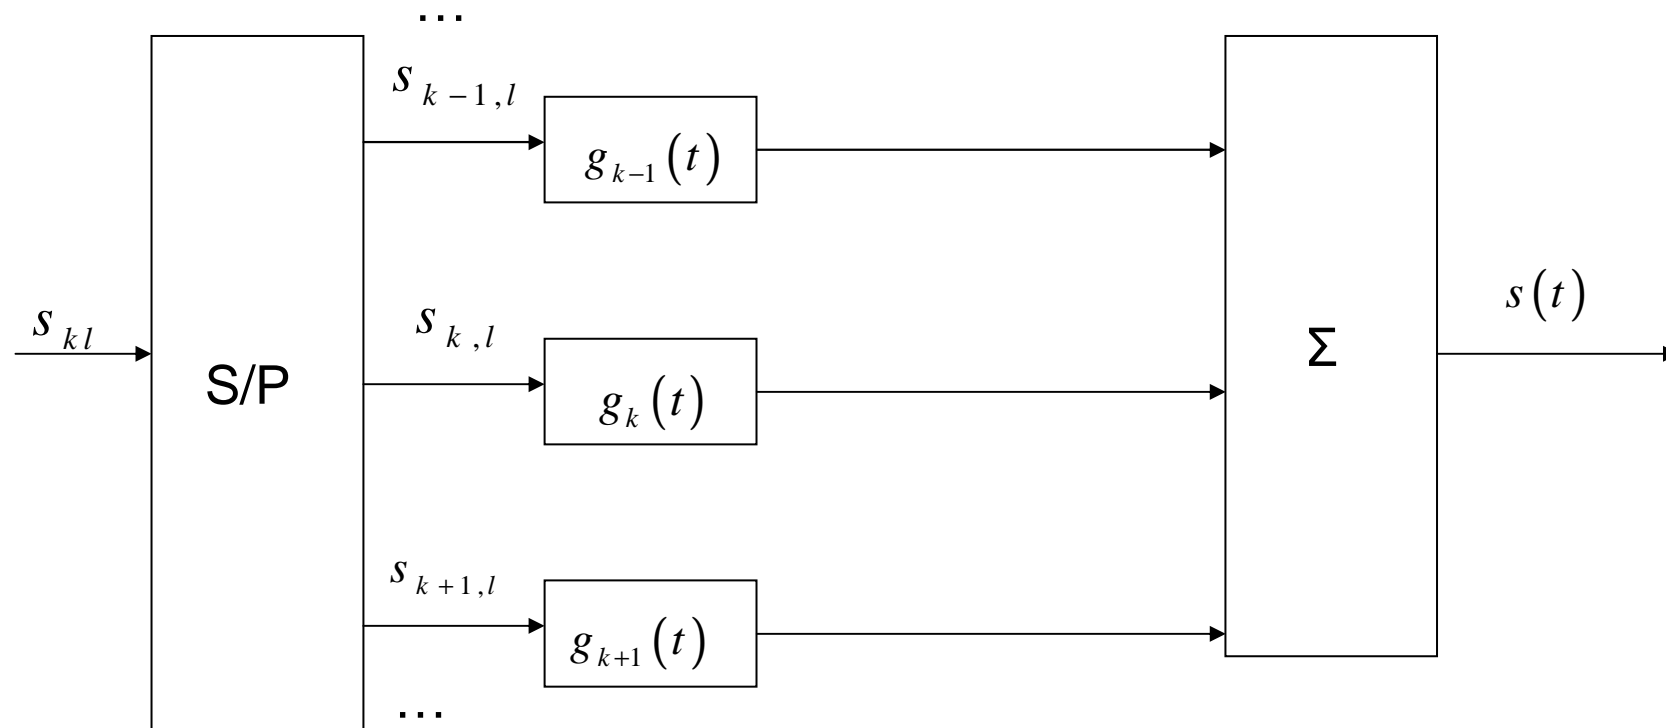 …
s_{k-1,l}
g_{k-1}(t)
s_{kl}
S/P
s_{k,l}
g_k(t)
Σ
s(t)
s_{k+1,l}
g_{k+1}(t)
…